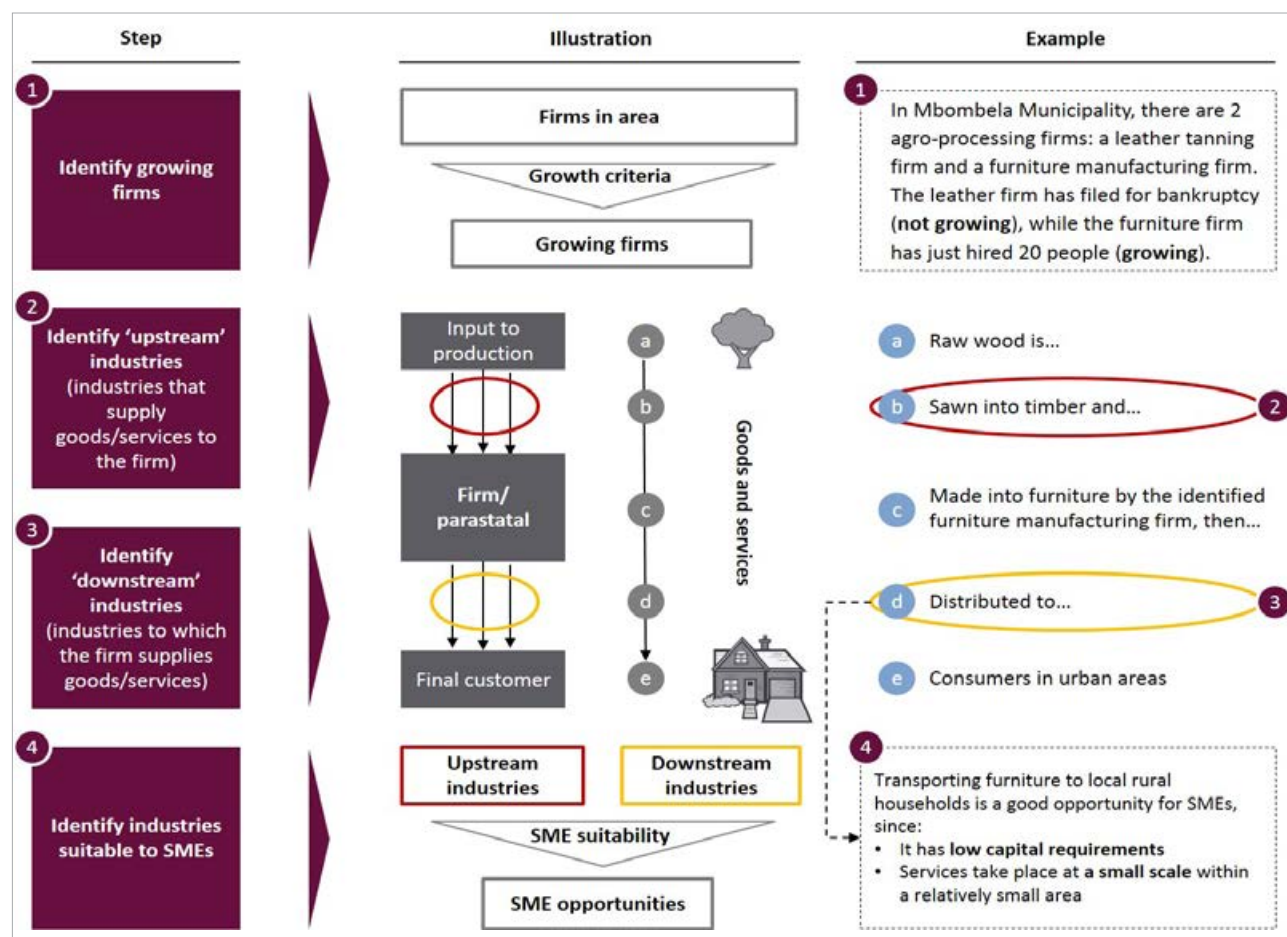 Step
Illustration
Example
1
Identify growing
firms
Firms in area
Growth criteria
Growing firms
1
In Mbombela Municipality, there are 2
agro-processing firms: a leather tanning
firm and a furniture manufacturing firm.
The leather firm has filed for bankruptcy
(not growing), while the furniture firm
has just hired 20 people (growing).
2
Identify ‘upstream’
industries
(industries that
supply
goods/services to
the firm)
3
Identify
‘downstream’
industries
(industries to which
the firm supplies
goods/services)
Input to
production
Firm/
parastatal
Final customer
a
b
c
d
e
Goods and services
a Raw wood is...
b Sawn into timber and...
2
c Made into furniture by the identified
furniture manufacturing firm, then...
d Distributed to...
3
e Consumers in urban areas
4
Identify industries
suitable to SMEs
Upstream
industries
Downstream
industries
SME suitability
SME opportunities
4
Transporting furniture to local rural
households is a good opportunity for SMEs,
since:
• It has low capital requirements
• Services take place at a small scale within
a relatively small area